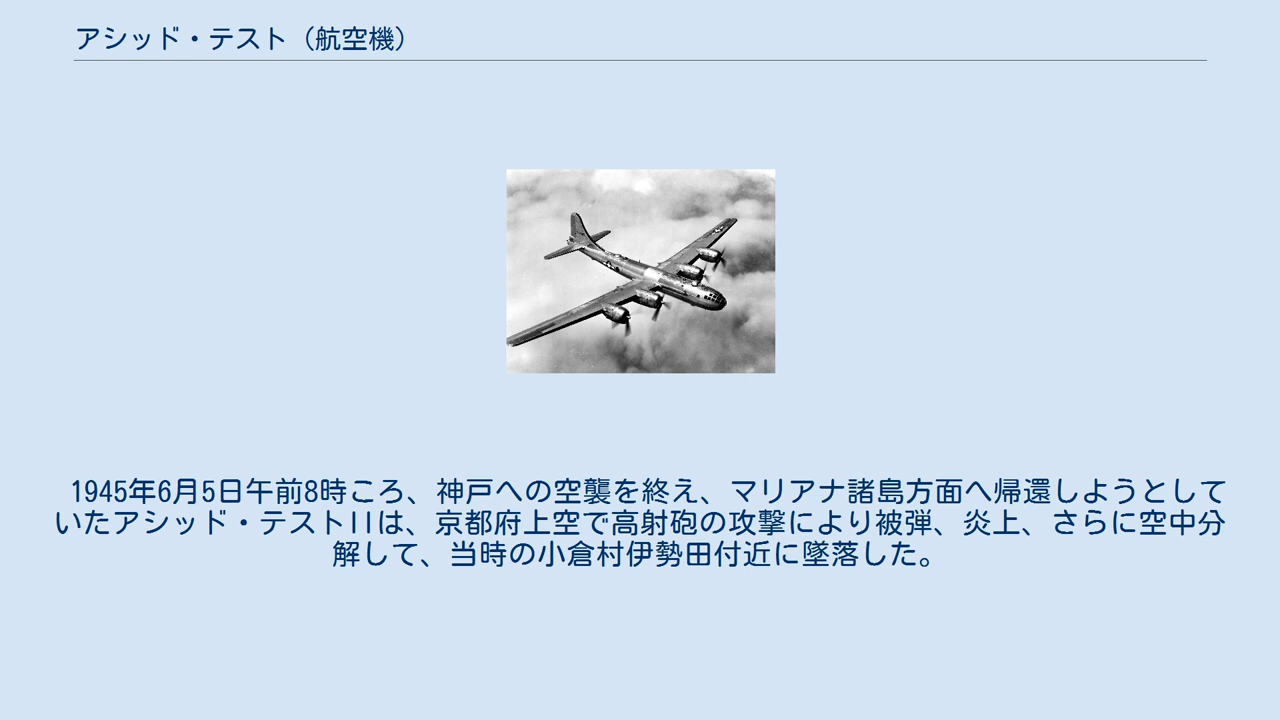 アシッド・テスト（航空機）
1945年6月5日午前8時ころ、神戸への空襲を終え、マリアナ諸島方面へ帰還しようとして
いたアシッド・テストIIは、京都府上空で高射砲の攻撃により被弾、炎上、さらに空中分
解して、当時の小倉村伊勢田付近に墜落した。